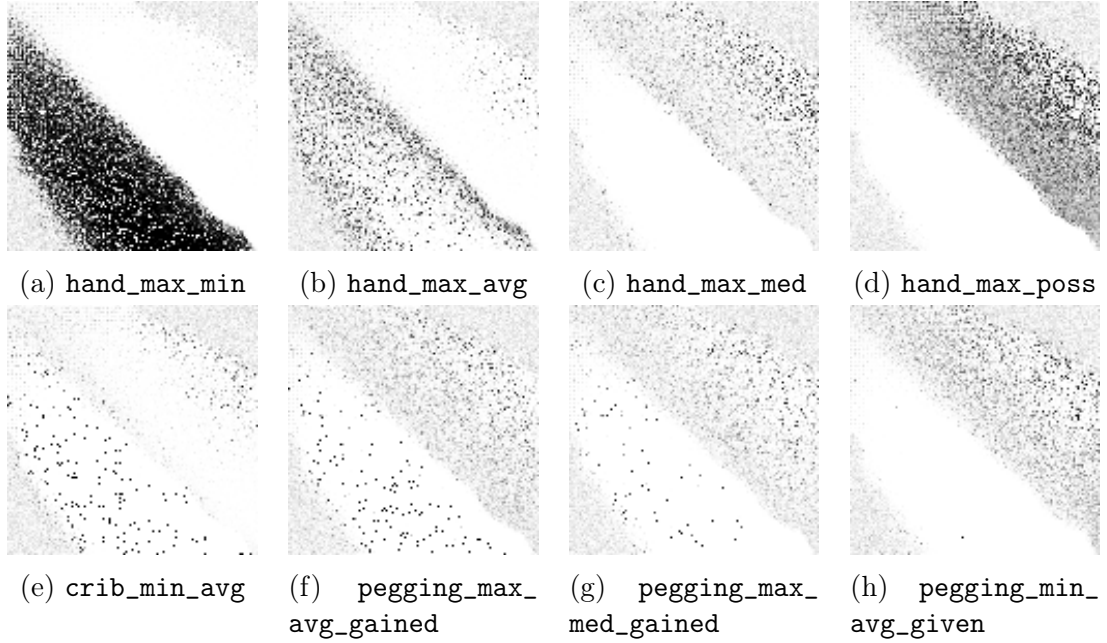 (a) hand_max_min
(b) hand_max_avg
(c) hand_max_med
(d) hand_max_poss
(e) crib_min_avg
(f) pegging_max_
avg_gained
(g) pegging_max_
med_gained
(h) pegging_min_
avg_given